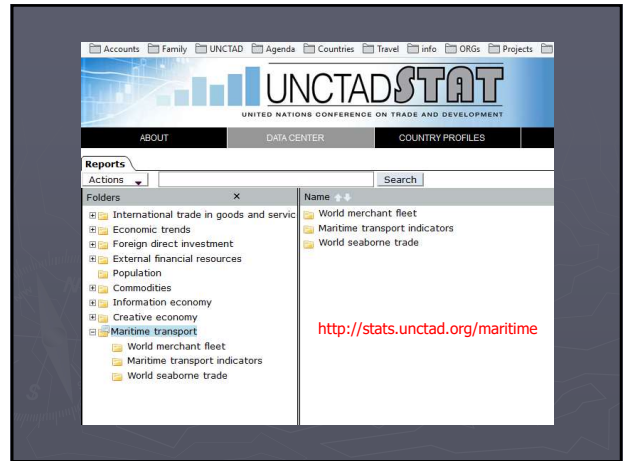 Accounts Family UNCTAD Agenda Countries Travel info ORGs Projects
UNCTADSTAT
UNITED NATIONS CONFERENCE ON TRADE AND DEVELOPMENT
ABOUT DATA CENTER COUNTRY PROFILES
Reports
Actions Search
Folders × Name
International trade in goods and servic
Economic trends
Foreign direct investment
External financial resources
Population
Commodities
Information economy
Creative economy
Maritime transport
World merchant fleet
Maritime transport indicators
World seaborne trade
World merchant fleet
Maritime transport indicators
World seaborne trade
http://stats.unctad.org/maritime